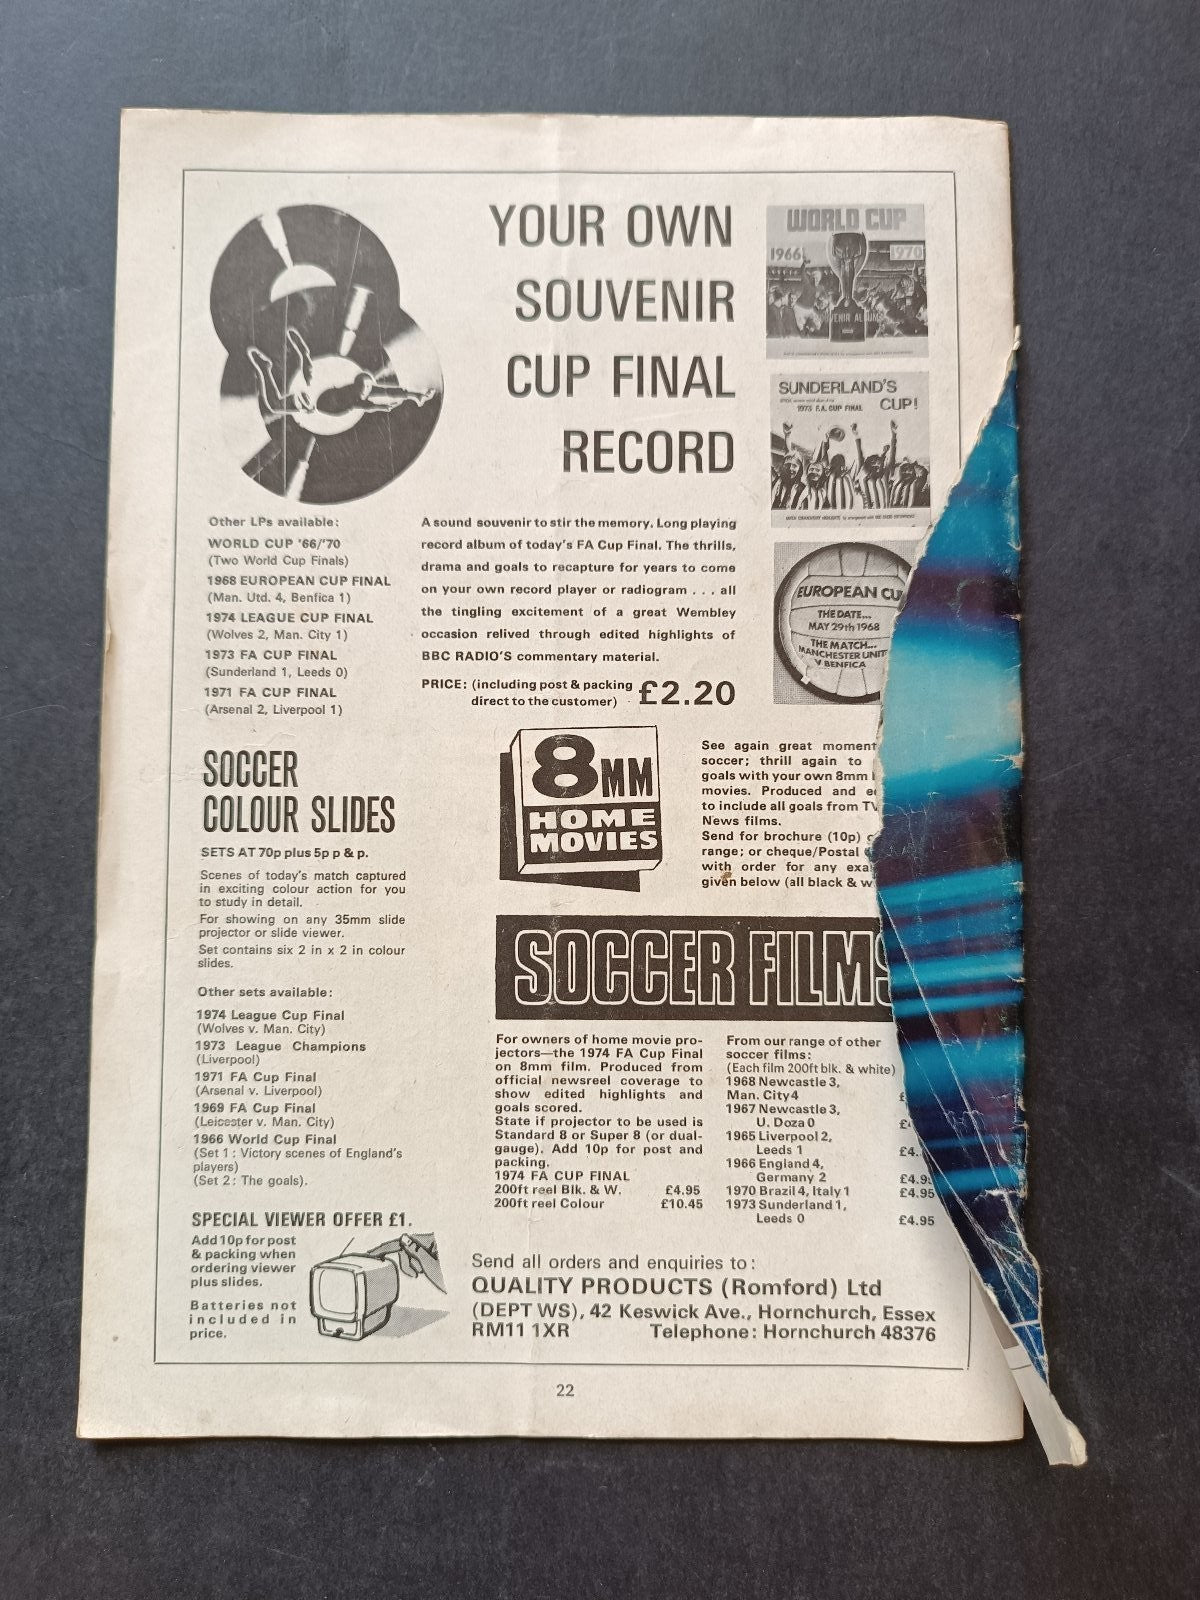 YOUR OWN
SOUVENIR
CUP FINAL
RECORD
WORLD CUP
1966
1970
SUNDERLAND'S
CUP!
1973 F.A. CUP FINAL
EUROPEAN CU
THE DATE...
MAY 29th 1968
THE MATCH...
MANCHESTER UNIT
V BENFICA
Other LPs available:
WORLD CUP '66/'70
(Two World Cup Finals)
1968 EUROPEAN CUP FINAL
(Man. Utd. 4, Benfica 1)
1974 LEAGUE CUP FINAL
(Wolves 2, Man. City 1)
1973 FA CUP FINAL
(Sunderland 1, Leeds 0)
1971 FA CUP FINAL
(Arsenal 2, Liverpool 1)
A sound souvenir to stir the memory. Long playing
record album of today's FA Cup Final. The thrills,
drama and goals to recapture for years to come
on your own record player or radiogram . . . all
the tingling excitement of a great Wembley
occasion relived through edited highlights of
BBC RADIO'S commentary material.
PRICE: (including post & packing
direct to the customer) £2.20
SOCCER
COLOUR SLIDES
SETS AT 70p plus 5p p & p.
Scenes of today's match captured
in exciting colour action for you
to study in detail.
For showing on any 35mm slide
projector or slide viewer.
Set contains six 2 in x 2 in colour
slides.
Other sets available:
1974 League Cup Final
(Wolves v. Man. City)
1973 League Champions
(Liverpool)
1971 FA Cup Final
(Arsenal v. Liverpool)
1969 FA Cup Final
(Leicester v. Man. City)
1966 World Cup Final
(Set 1: Victory scenes of England's
players)
(Set 2: The goals).
SPECIAL VIEWER OFFER £1.
Add 10p for post
& packing when
ordering viewer
plus slides.
Batteries not
included in
price.
8MM
HOME
MOVIES
See again great moment
soccer; thrill again to
goals with your own 8mm
movies. Produced and e
to include all goals from TV
News films.
Send for brochure (10p)
range; or cheque/Postal
with order for any exa
given below (all black & w
SOCCER FILMS
For owners of home movie pro-
jectors—the 1974 FA Cup Final
on 8mm film. Produced from
official newsreel coverage to
show edited highlights and
goals scored.
State if projector to be used is
Standard 8 or Super 8 (or dual-
gauge). Add 10p for post and
packing.
1974 FA CUP FINAL
200ft reel Blk. & W. £4.95
200ft reel Colour £10.45
From our range of other
soccer films:
(Each film 200ft blk. & white)
1968 Newcastle 3,
Man. City 4 £
1967 Newcastle 3,
U. Doza 0 £
1965 Liverpool 2,
Leeds 1 £4.
1966 England 4,
Germany 2 £4.9
1970 Brazil 4, Italy 1 £4.95
1973 Sunderland 1,
Leeds 0 £4.95
Send all orders and enquiries to:
QUALITY PRODUCTS (Romford) Ltd
(DEPT WS), 42 Keswick Ave., Hornchurch, Essex
RM11 1XR Telephone: Hornchurch 48376
22